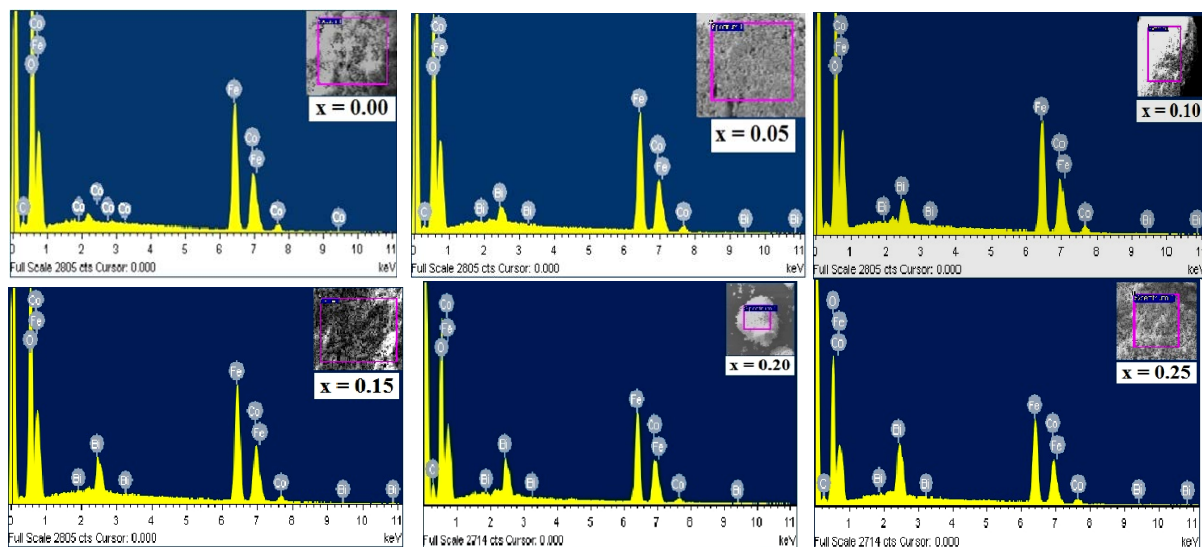 Co
Fe
O
Spectrum 1
x = 0.00
Fe
Co
Fe
C Co Co Co Co Co Co
0 1 2 3 4 5 6 7 8 9 10 11
Full Scale 2805 cts Cursor: 0.000 keV
Co
Fe
O
Spectrum 1
x = 0.05
Fe
Co
Fe
C Bi Bi Bi Co Bi Bi
0 1 2 3 4 5 6 7 8 9 10 11
Full Scale 2805 cts Cursor: 0.000 keV
Co
Fe
O
x = 0.10
Fe
Co
Fe
Bi Bi Bi Co Bi Bi
0 1 2 3 4 5 6 7 8 9 10 11
Full Scale 2805 cts Cursor: 0.000 keV
Co
Fe
O
x = 0.15
Fe
Co
Fe
Bi Bi Bi Co Bi Bi
0 1 2 3 4 5 6 7 8 9 10 11
Full Scale 2805 cts Cursor: 0.000 keV
Co
Fe
O
Spectrum 1
x = 0.20
Fe
Co
Fe
C Bi Bi Bi Co Bi
1 2 3 4 5 6 7 8 9 10 11
Full Scale 2714 cts Cursor: 0.000 keV
O
Fe
Co
Spectrum
x = 0.25
Fe
Co
Fe
C Bi Bi Bi Co Bi Bi
1 2 3 4 5 6 7 8 9 10 11
Full Scale 2714 cts Cursor: 0.000 keV